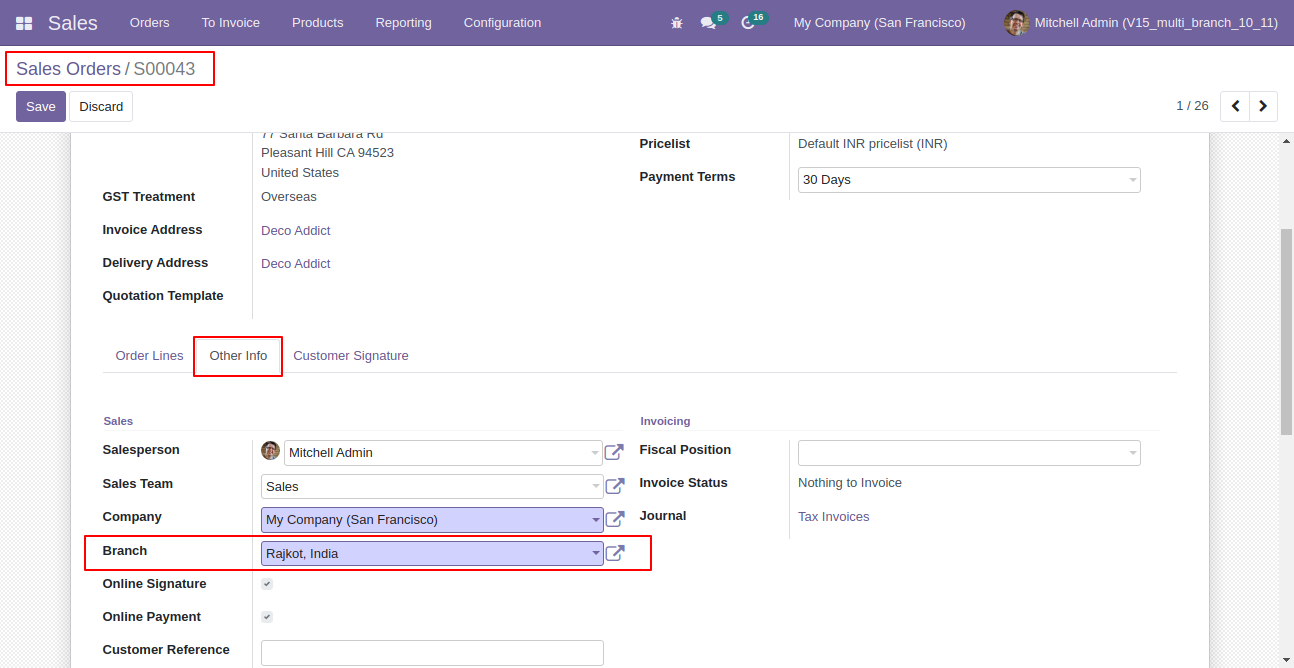 Sales Orders To Invoice Products Reporting Configuration 5 16 My Company (San Francisco) Mitchell Admin (V15_multi_branch_10_11)
Sales Orders / S00043
Save Discard 1 / 26
77 Santa Barbara Rd
Pleasant Hill CA 94523
United States
Pricelist Default INR pricelist (INR)
Payment Terms 30 Days
GST Treatment Overseas
Invoice Address Deco Addict
Delivery Address Deco Addict
Quotation Template
Order Lines Other Info Customer Signature
Sales
Salesperson Mitchell Admin
Sales Team Sales
Company My Company (San Francisco)
Branch Rajkot, India
Online Signature
Online Payment
Customer Reference
Invoicing
Fiscal Position
Invoice Status Nothing to Invoice
Journal Tax Invoices